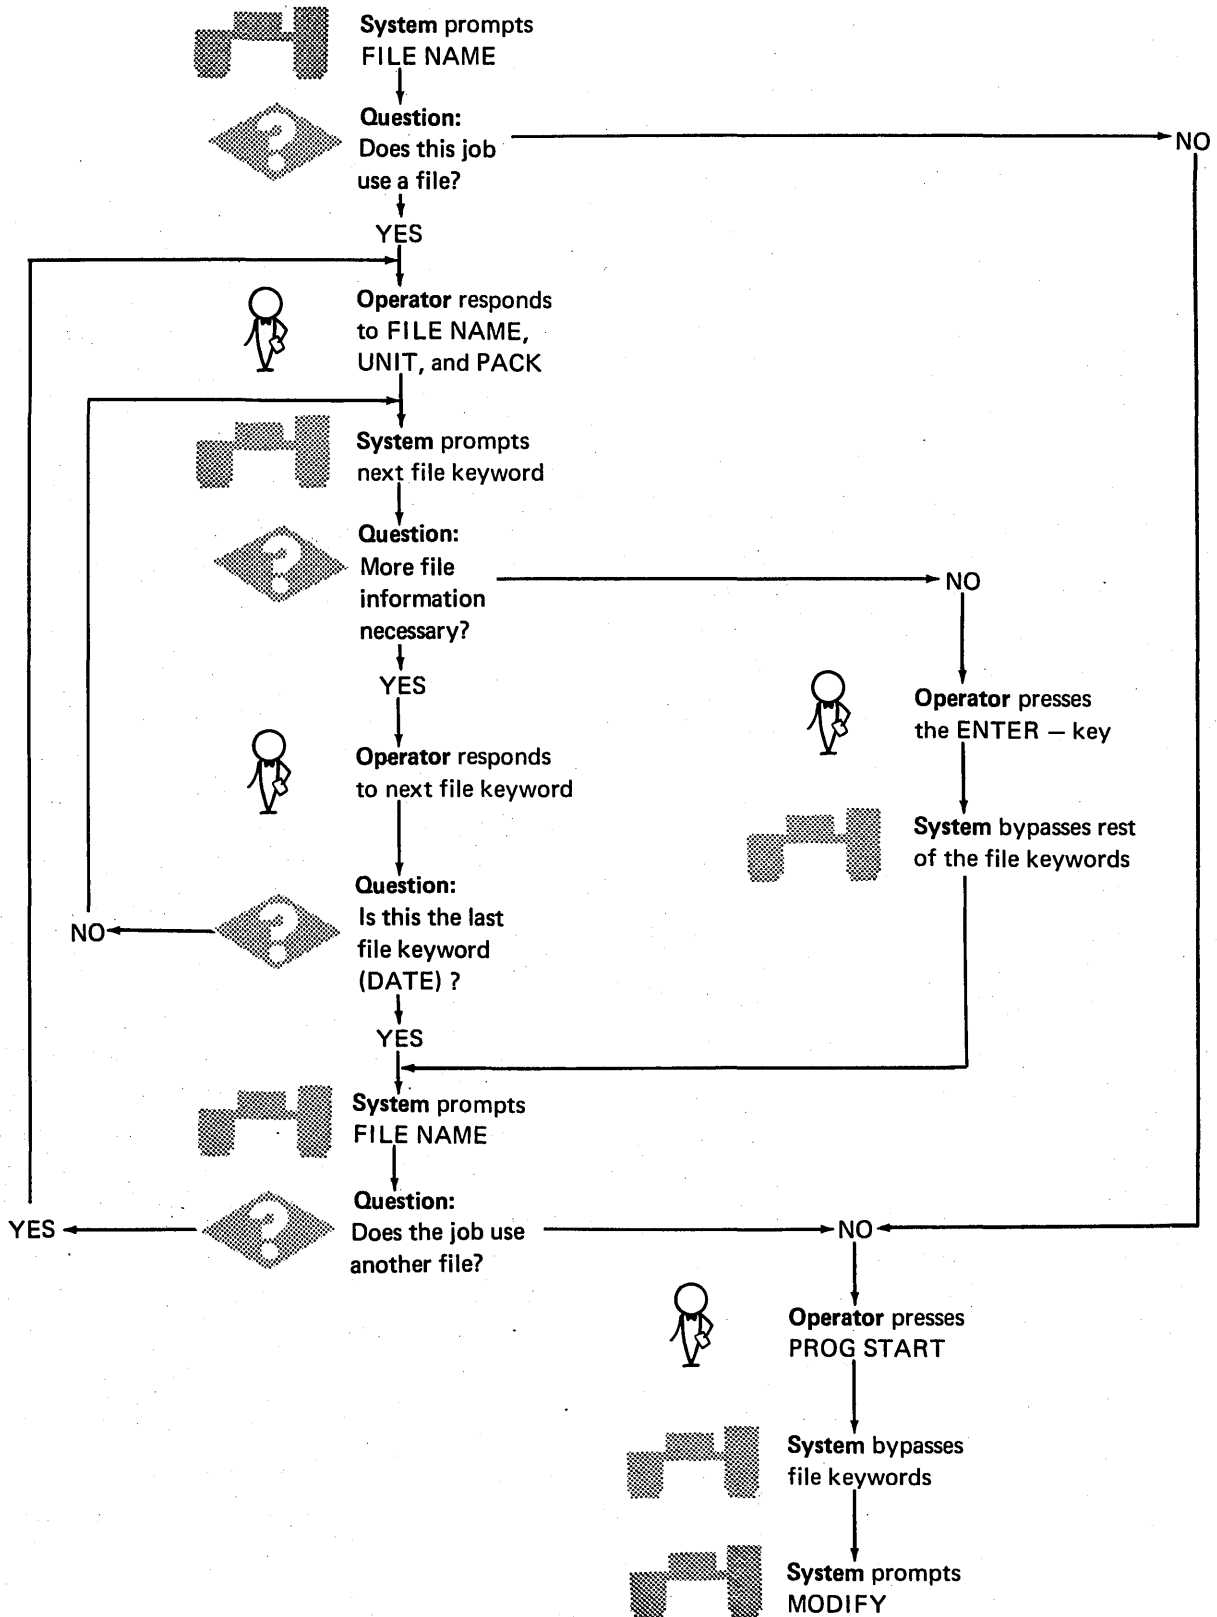 System prompts
FILE NAME
Question:
Does this job
use a file?
NO
YES
Operator responds
to FILE NAME,
UNIT, and PACK
System prompts
next file keyword
Question:
More file
information
necessary?
NO
YES
Operator presses
the ENTER — key
Operator responds
to next file keyword
System bypasses rest
of the file keywords
Question:
Is this the last
file keyword
(DATE) ?
NO
YES
System prompts
FILE NAME
Question:
Does the job use
another file?
YES
NO
Operator presses
PROG START
System bypasses
file keywords
System prompts
MODIFY